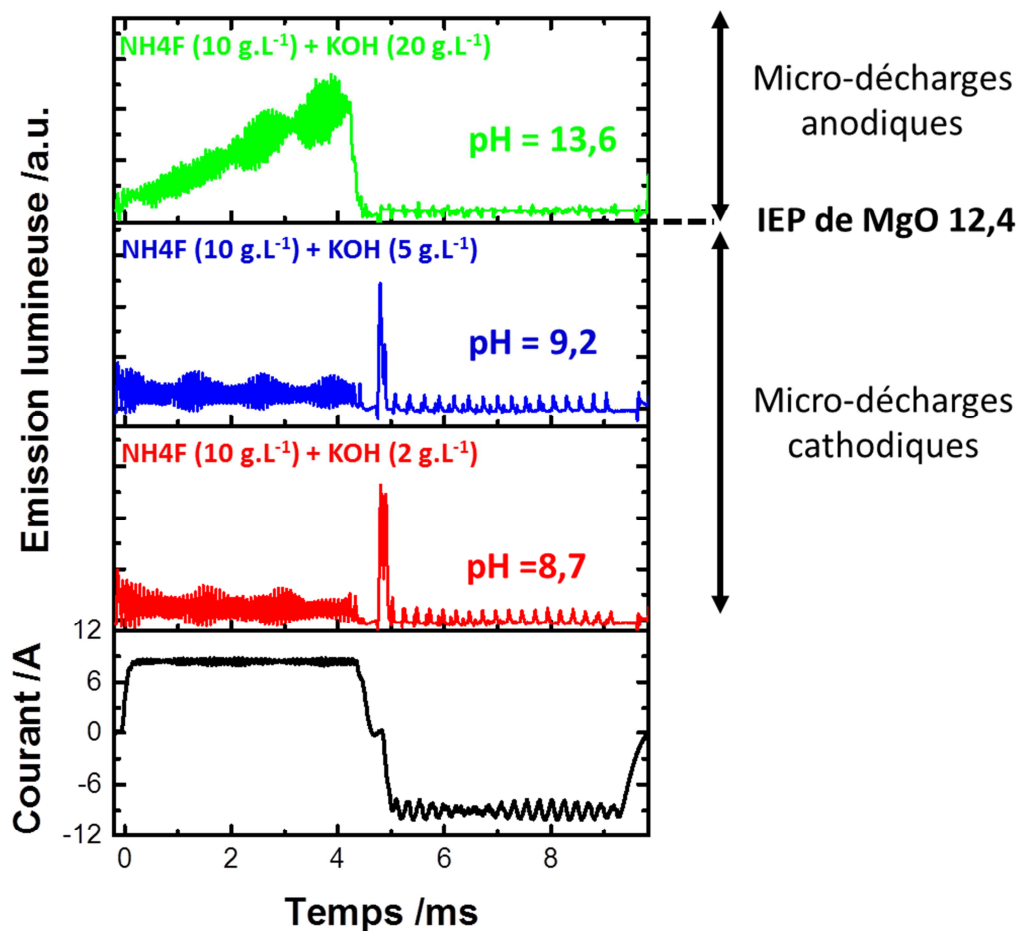 NH4F (10 g.L⁻¹) + KOH (20 g.L⁻¹)
pH = 13,6
Micro-décharges
anodiques
IEP de MgO 12,4
NH4F (10 g.L⁻¹) + KOH (5 g.L⁻¹)
pH = 9,2
Micro-décharges
cathodiques
NH4F (10 g.L⁻¹) + KOH (2 g.L⁻¹)
pH =8,7
Emission lumineuse /a.u.
12
6
0
-6
-12
Courant /A
0 2 4 6 8
Temps /ms